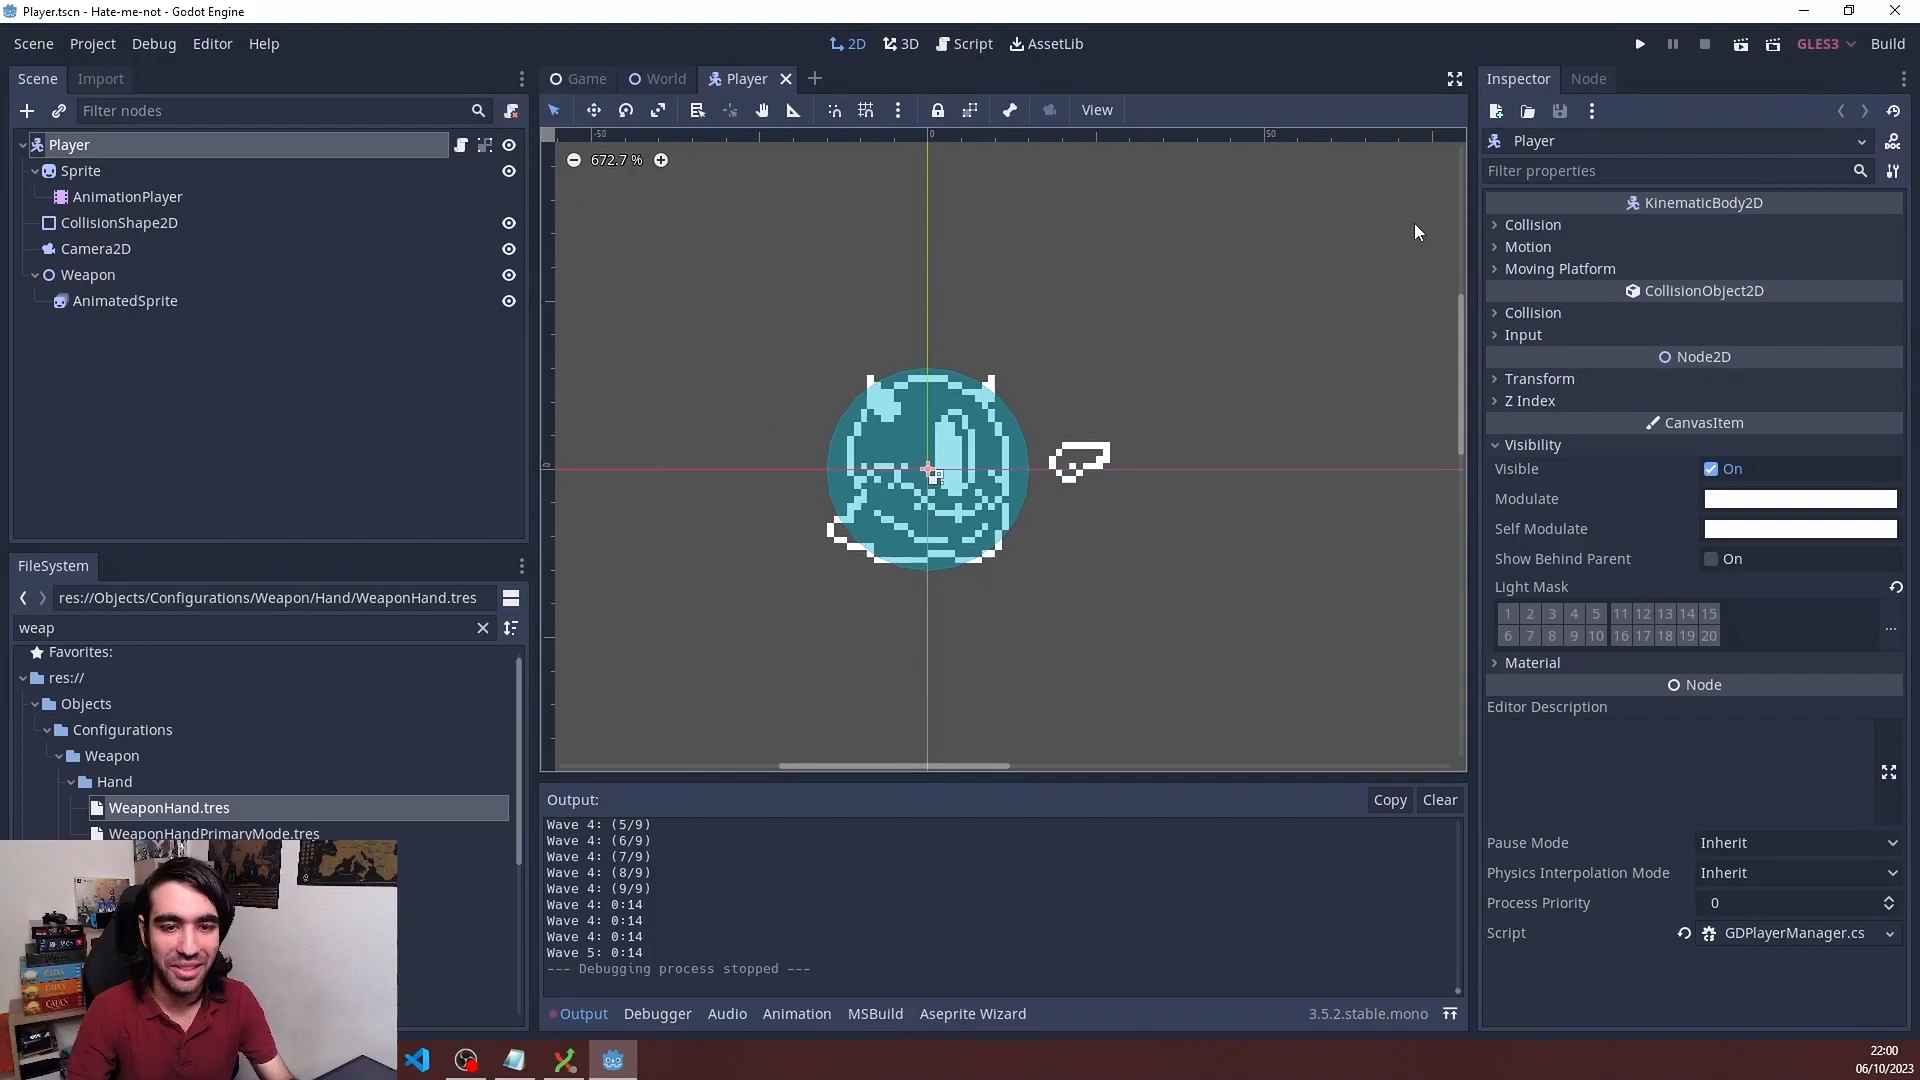 Player.tscn - Hate-me-not - Godot Engine
Scene Project Debug Editor Help
2D 3D Script AssetLib
GLES3 Build
Scene Import
Filter nodes
Player
Sprite
AnimationPlayer
CollisionShape2D
Camera2D
Weapon
AnimatedSprite
FileSystem
res://Objects/Configurations/Weapon/Hand/WeaponHand.tres
weap
Favorites:
res://
Objects
Configurations
Weapon
Hand
WeaponHand.tres
WeaponHandPrimaryMode.tres
Game World Player
View
-50 0 50
672.7 %
0
Output:
Copy Clear
Wave 4: (5/9)
Wave 4: (6/9)
Wave 4: (7/9)
Wave 4: (8/9)
Wave 4: (9/9)
Wave 4: 0:14
Wave 4: 0:14
Wave 4: 0:14
Wave 5: 0:14
--- Debugging process stopped ---
Output Debugger Audio Animation MSBuild Aseprite Wizard
3.5.2.stable.mono
Inspector Node
Player
Filter properties
KinematicBody2D
Collision
Motion
Moving Platform
CollisionObject2D
Collision
Input
Node2D
Transform
Z Index
CanvasItem
Visibility
Visible On
Modulate
Self Modulate
Show Behind Parent On
Light Mask
1 2 3 4 5 11 12 13 14 15
6 7 8 9 10 16 17 18 19 20
...
Material
Node
Editor Description
Pause Mode Inherit
Physics Interpolation Mode Inherit
Process Priority 0
Script GDPlayerManager.cs
CATAN
CATAN
CATAN
22:00
06/10/2023